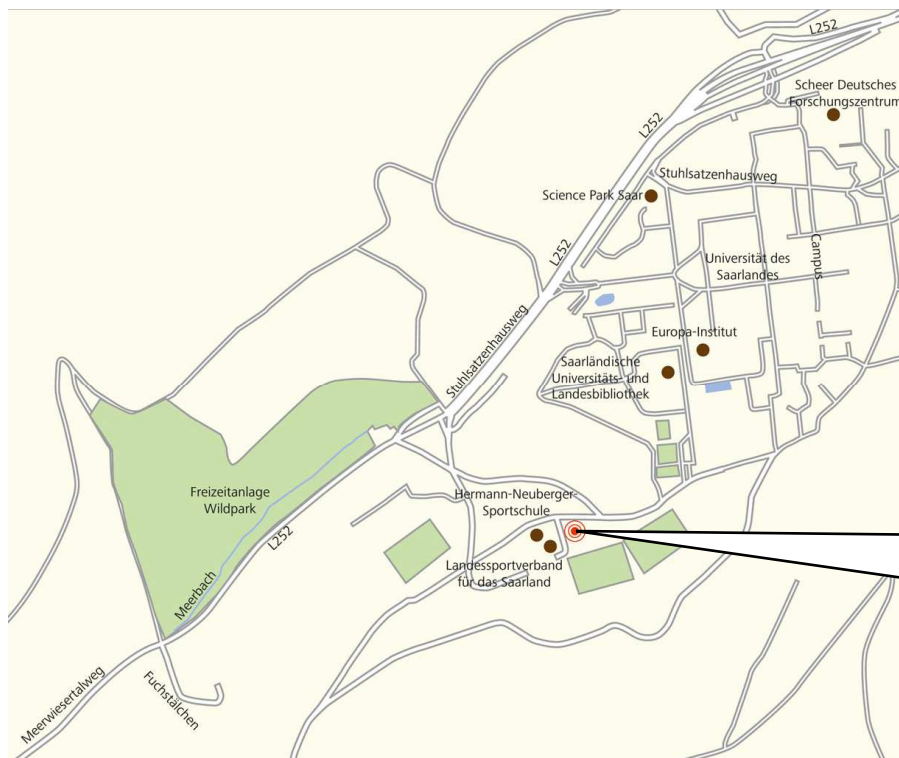 L252
Scheer Deutsches
Forschungszentrum
L252
Stuhlsatzenhausweg
Science Park Saar
L252
Universität des
Saarlandes
Campus
Stuhlsatzenhausweg
Europa-Institut
Saarländische
Universitäts- und
Landesbibliothek
Freizeitanlage
Wildpark
Hermann-Neuberger-
Sportschule
L252
Landessportverband
für das Saarland
Meerbach
Fuchstälchen
Meerwiesertalweg